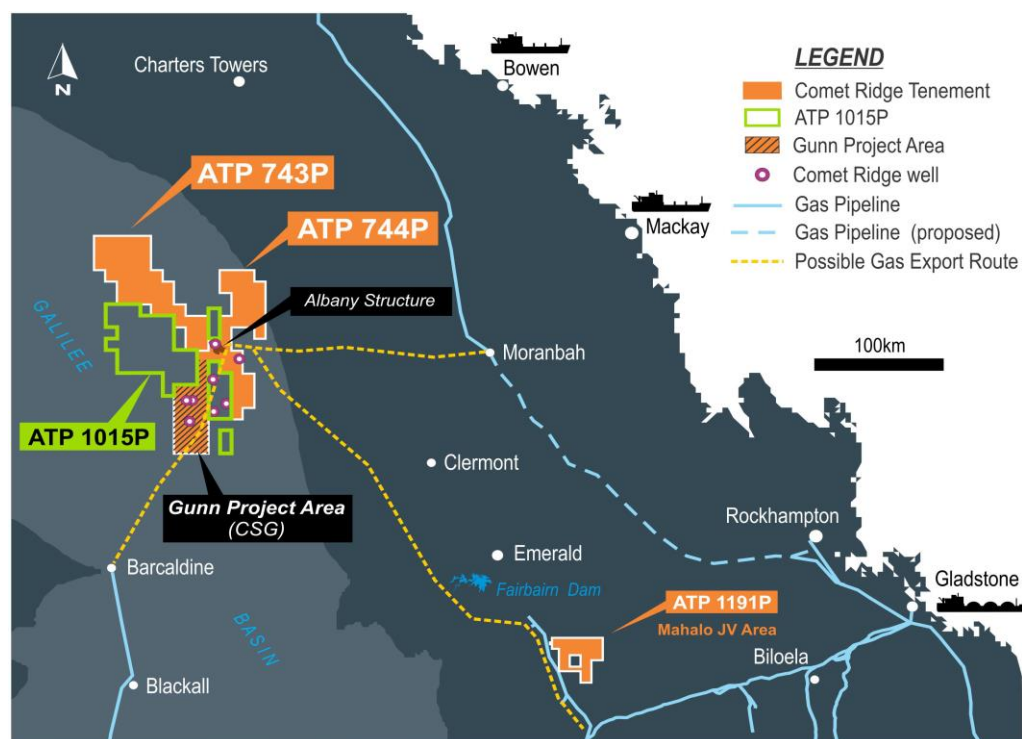 N
Charters Towers
Bowen
LEGEND
Comet Ridge Tenement
ATP 1015P
Gunn Project Area
Comet Ridge well
Gas Pipeline
Gas Pipeline (proposed)
Possible Gas Export Route
ATP 743P
ATP 744P
Mackay
Albany Structure
GALILEE
Moranbah
100km
ATP 1015P
Clermont
Gunn Project Area
(CSG)
Rockhampton
Emerald
Barcaldine
Fairbairn Dam
Gladstone
ATP 1191P
Mahalo JV Area
BASIN
Biloela
Blackall